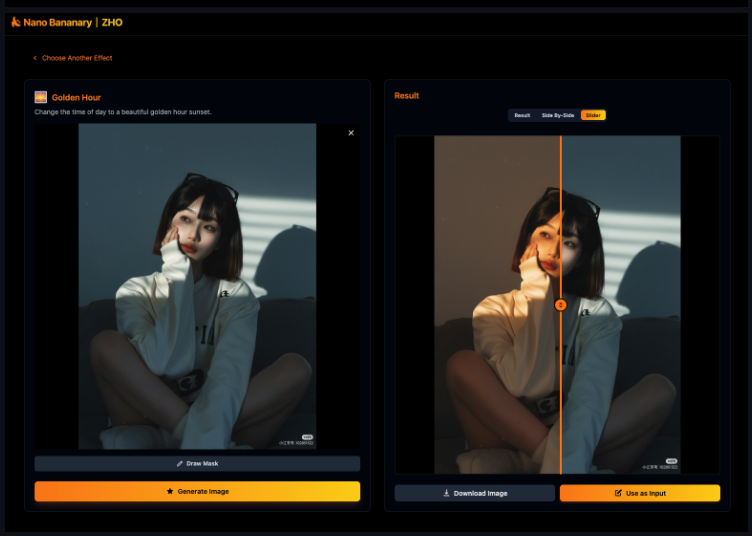 Nano Bananary | ZHO
< Choose Another Effect
Golden Hour
Change the time of day to a beautiful golden hour sunset.
Draw Mask
Generate Image
Result
Result Side By-Side Slider
Download Image Use as Input